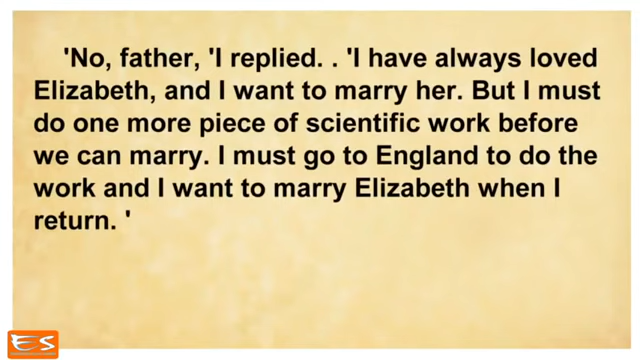 'No, father, 'I replied. . 'I have always loved
Elizabeth, and I want to marry her. But I must
do one more piece of scientific work before
we can marry. I must go to England to do the
work and I want to marry Elizabeth when I
return. '
ES